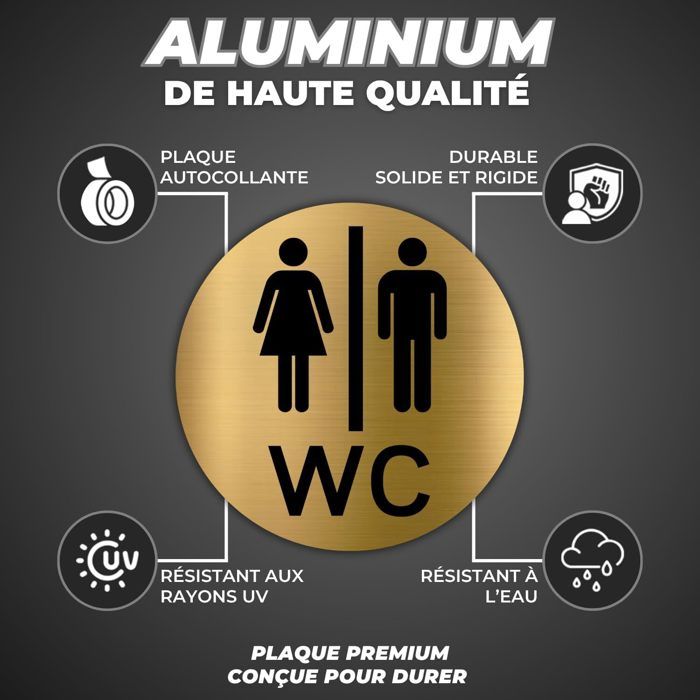 ALUMINIUM
DE HAUTE QUALITÉ
PLAQUE
AUTOCOLLANTE
DURABLE
SOLIDE ET RIGIDE
WC
UV
RÉSISTANT AUX
RAYONS UV
RÉSISTANT À
L'EAU
PLAQUE PREMIUM
CONÇUE POUR DURER